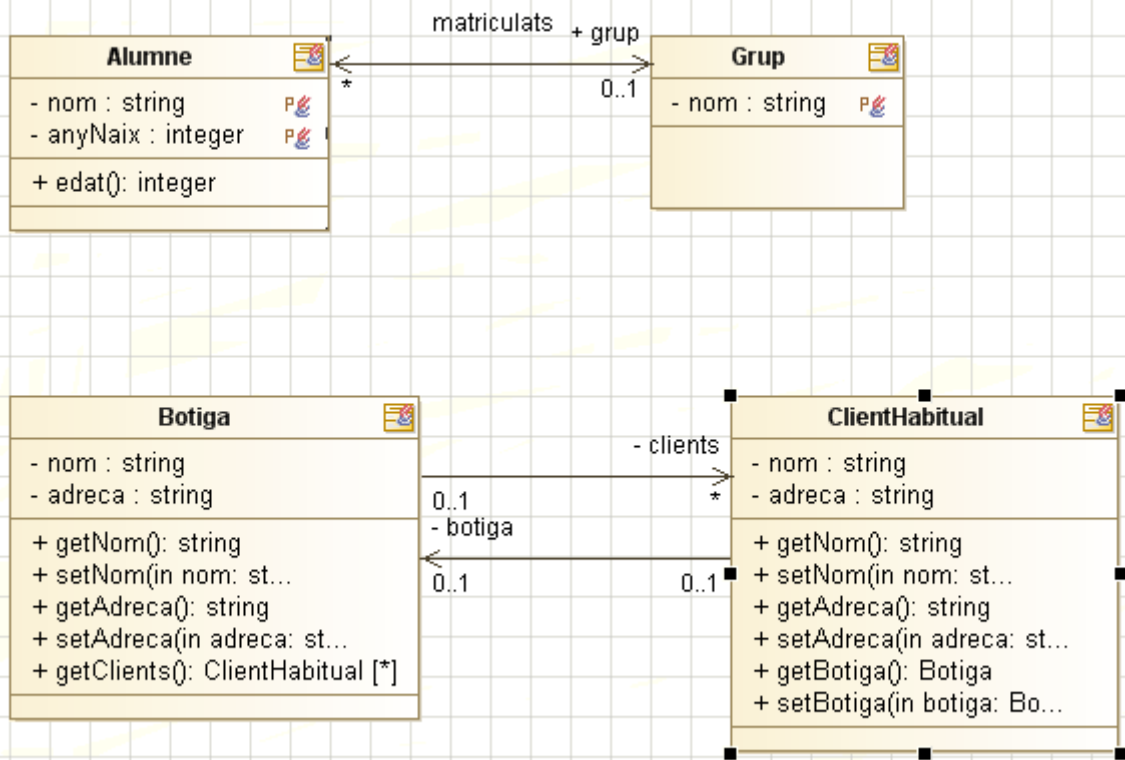 matriculats
+ grup
Alumne
Grup
*
0..1
- nom : string
- anyNaix : integer
- nom : string
+ edat(): integer
Botiga
ClientHabitual
- clients
- nom : string
- adreca : string
- nom : string
- adreca : string
0..1
*
- botiga
0..1
0..1
+ getNom(): string
+ setNom(in nom: st...
+ getAdreca(): string
+ setAdreca(in adreca: st...
+ getClients(): ClientHabitual [*]
+ getNom(): string
+ setNom(in nom: st...
+ getAdreca(): string
+ setAdreca(in adreca: st...
+ getBotiga(): Botiga
+ setBotiga(in botiga: Bo...